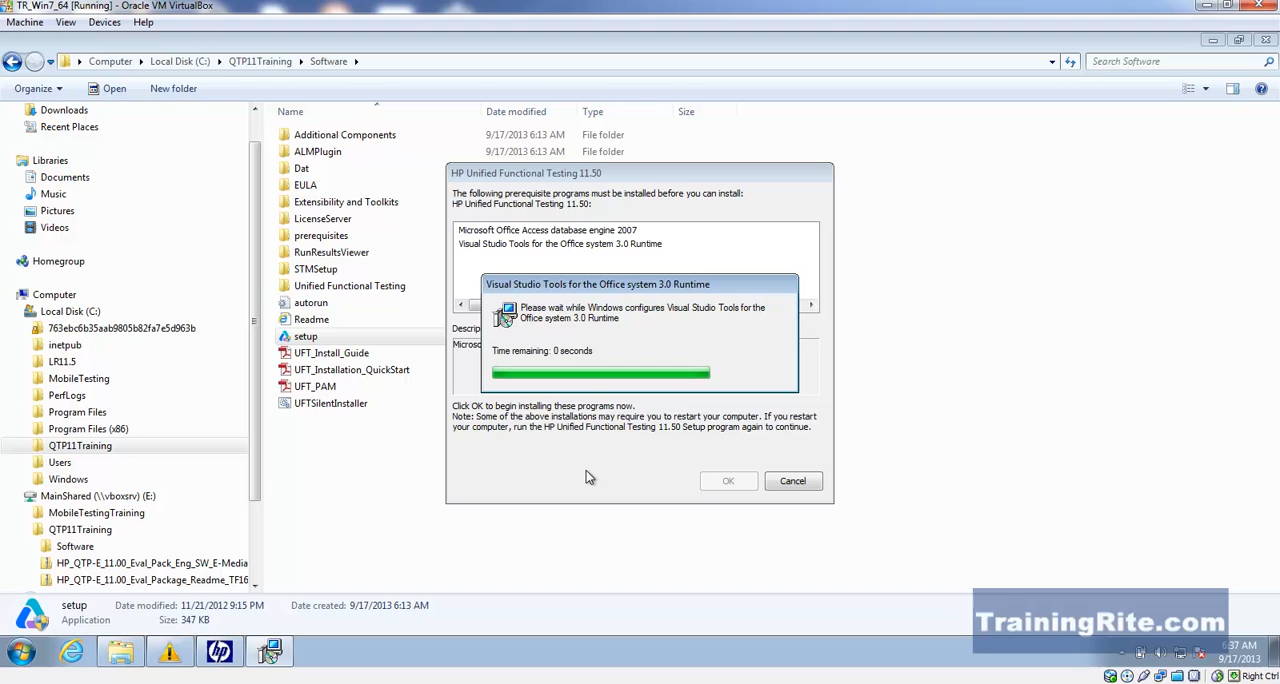 TR_Win7_64 [Running] - Oracle VM VirtualBox
Machine View Devices Help
Computer Local Disk (C:) QTP11Training Software
Search Software
Organize Open New folder
Name Date modified Type Size
Downloads
Recent Places
Libraries
Documents
Music
Pictures
Videos
Homegroup
Computer
Local Disk (C:)
763ebc6b35aab9805b82fa7e5d963b
inetpub
LR11.5
MobileTesting
PerfLogs
Program Files
Program Files (x86)
QTP11Training
Users
Windows
MainShared (\\vboxsrv) (E:)
MobileTestingTraining
QTP11Training
Software
HP_QTP-E_11.00_Eval_Pack_Eng_SW_E-Media
HP_QTP-E_11.00_Eval_Package_Readme_TF16
Additional Components 9/17/2013 6:13 AM File folder
ALMPlugin 9/17/2013 6:13 AM File folder
Dat
EULA
Extensibility and Toolkits
LicenseServer
prerequisites
RunResultsViewer
STMSetup
Unified Functional Testing
autorun
Readme
setup
UFT_Install_Guide
UFT_Installation_QuickStart
UFT_PAM
UFTSilentInstaller
HP Unified Functional Testing 11.50
The following prerequisite programs must be installed before you can install:
HP Unified Functional Testing 11.50:
Microsoft Office Access database engine 2007
Visual Studio Tools for the Office system 3.0 Runtime
Visual Studio Tools for the Office system 3.0 Runtime
Please wait while Windows configures Visual Studio Tools for the
Office system 3.0 Runtime
Time remaining: 0 seconds
Descrip
Microso
Click OK to begin installing these programs now.
Note: Some of the above installations may require you to restart your computer. If you restart
your computer, run the HP Unified Functional Testing 11.50 Setup program again to continue.
OK Cancel
setup Date modified: 11/21/2012 9:15 PM Date created: 9/17/2013 6:13 AM
Application Size: 347 KB
TrainingRite.com
6:37 AM
9/17/2013
Right Ctrl